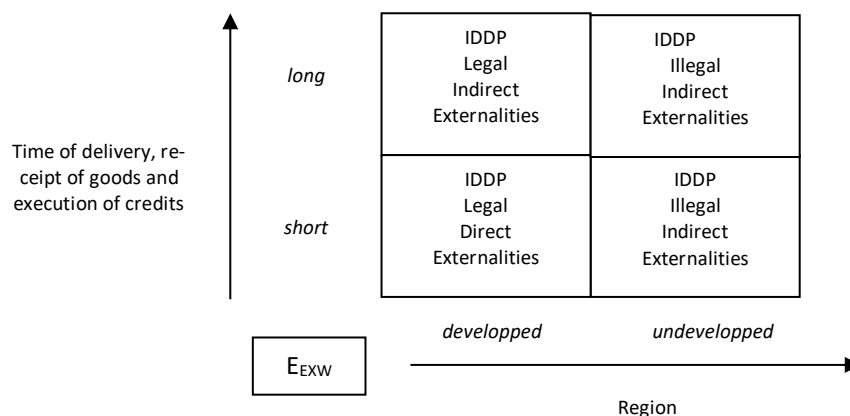 IDDP
Legal
Indirect
Externalities
IDDP
Illegal
Indirect
Externalities
long
Time of delivery, re-
ceipt of goods and
execution of credits
IDDP
Legal
Direct
Externalities
IDDP
Illegal
Indirect
Externalities
short
developped
undevelopped
EEXW
Region